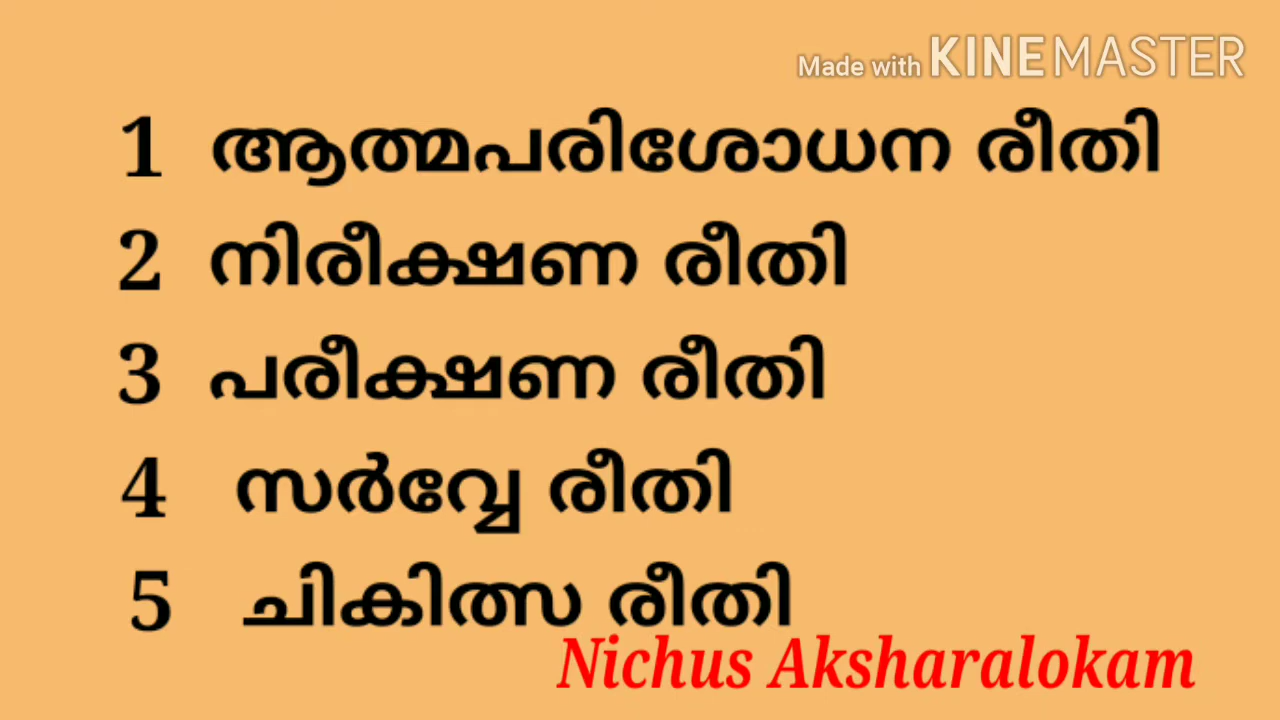 Made with KINEMASTER
1 ആത്മപരിശോധന രീതി
2 നിരീക്ഷണ രീതി
3 പരീക്ഷണ രീതി
4 സർവ്വേ രീതി
5 ചികിത്സ രീതി
Nichus Aksharalokam